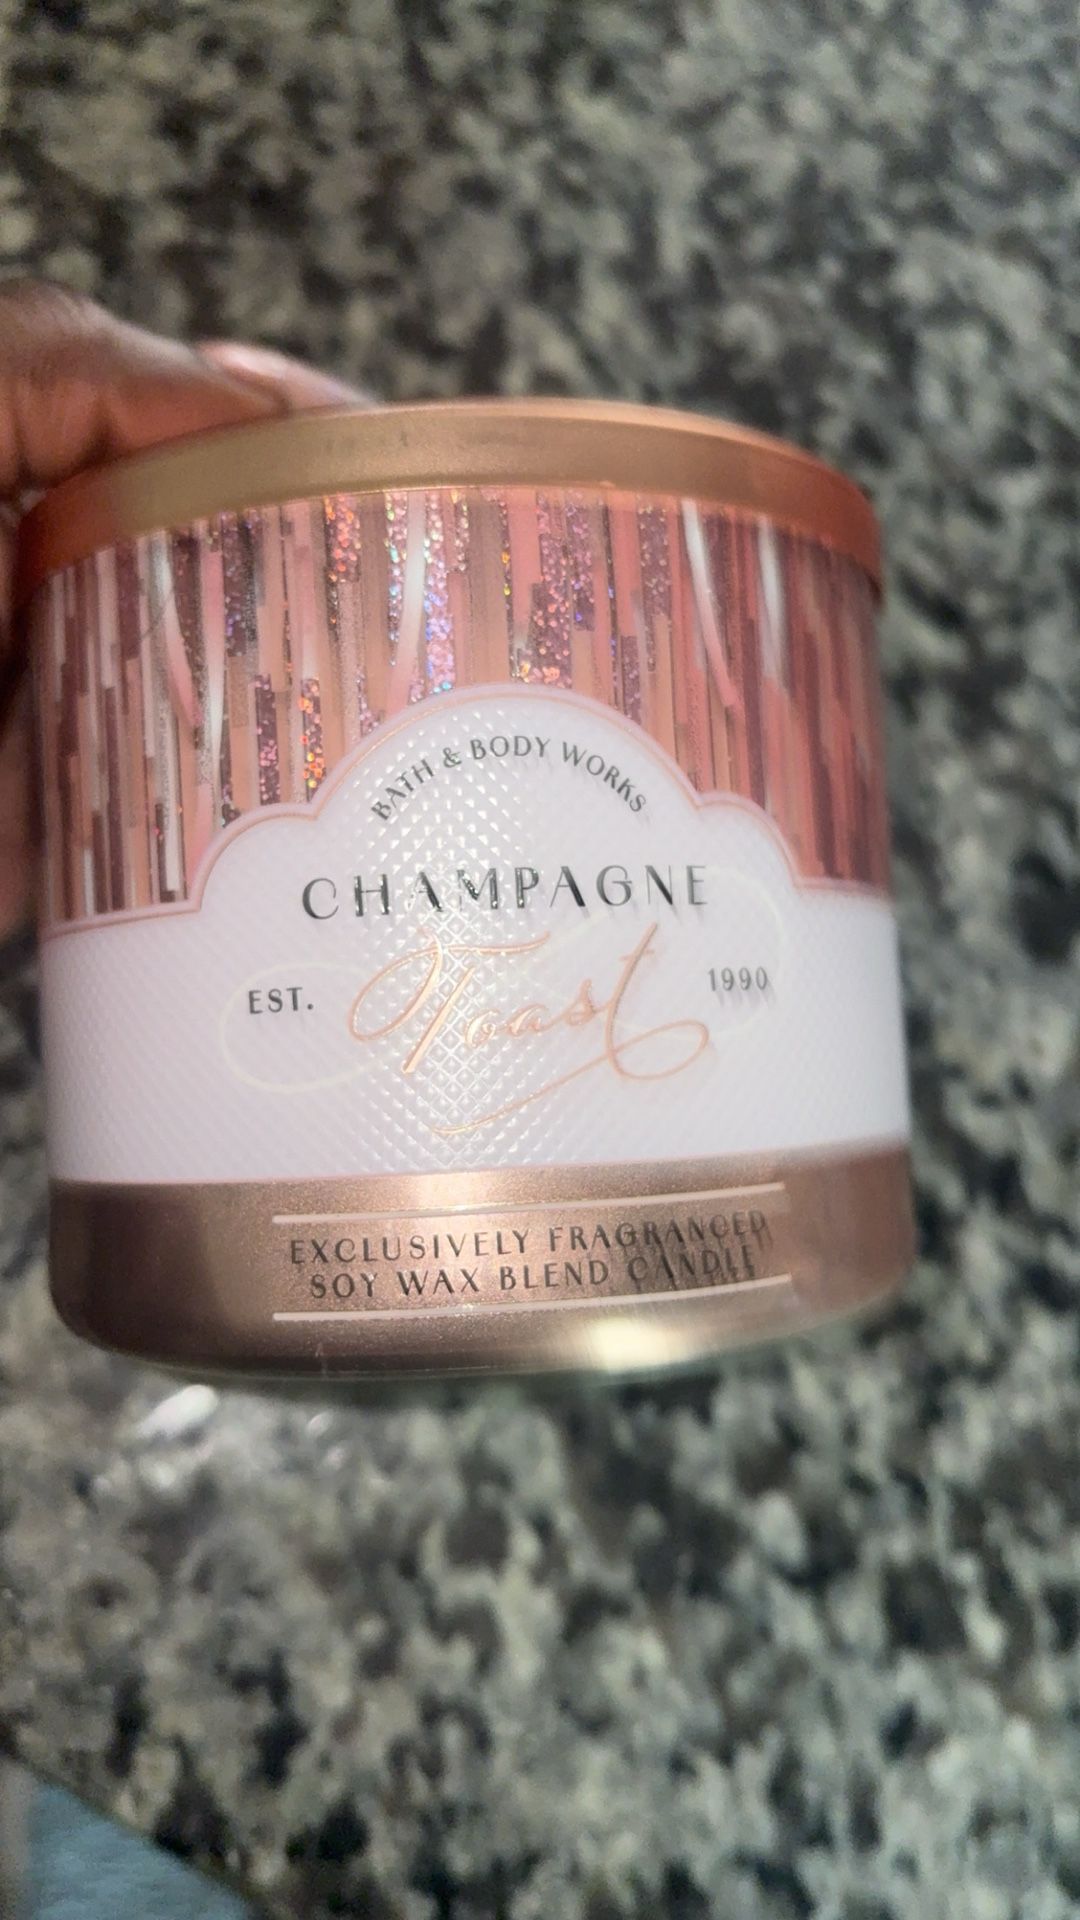 BATH & BODY WORKS
CHAMPAGNE
Toast
EST. 1990
EXCLUSIVELY FRAGRANCED
SOY WAX BLEND CANDLE